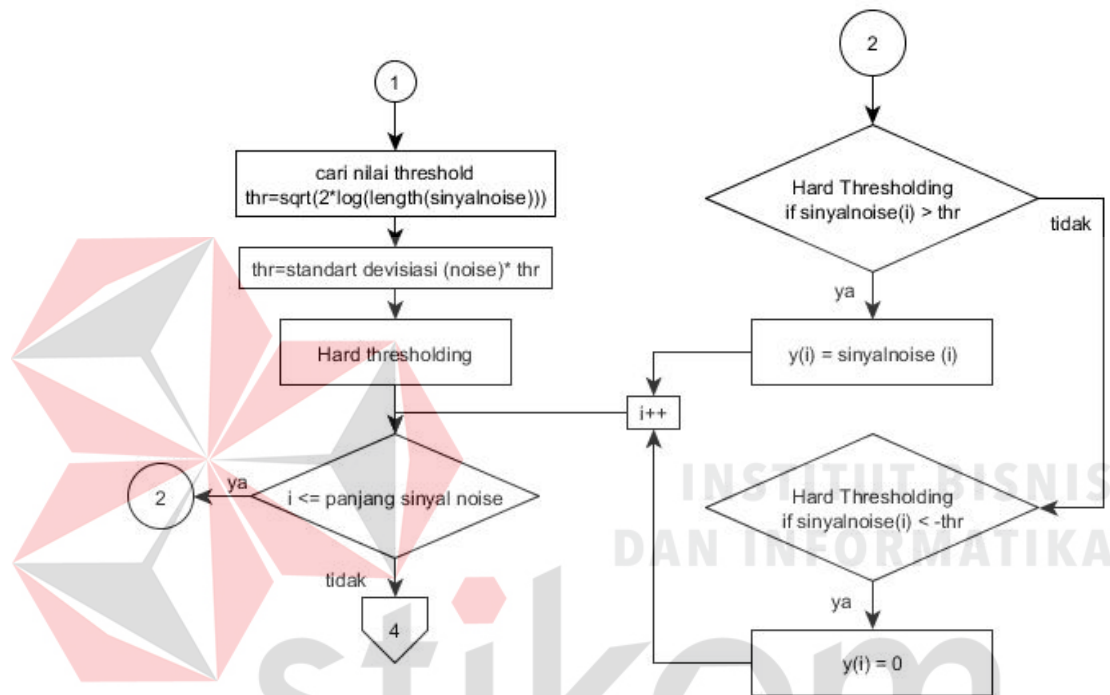 1
cari nilai threshold
thr=sqrt(2*log(length(sinyalnoise)))
thr=standart devisiasi (noise)* thr
Hard thresholding
i <= panjang sinyal noise
ya
2
tidak
4
2
Hard Thresholding
if sinyalnoise(i) > thr
tidak
ya
y(i) = sinyalnoise (i)
i++
Hard Thresholding
if sinyalnoise(i) < -thr
ya
y(i) = 0
INSTITUT BISNIS
DAN INFORMATIKA
stikom